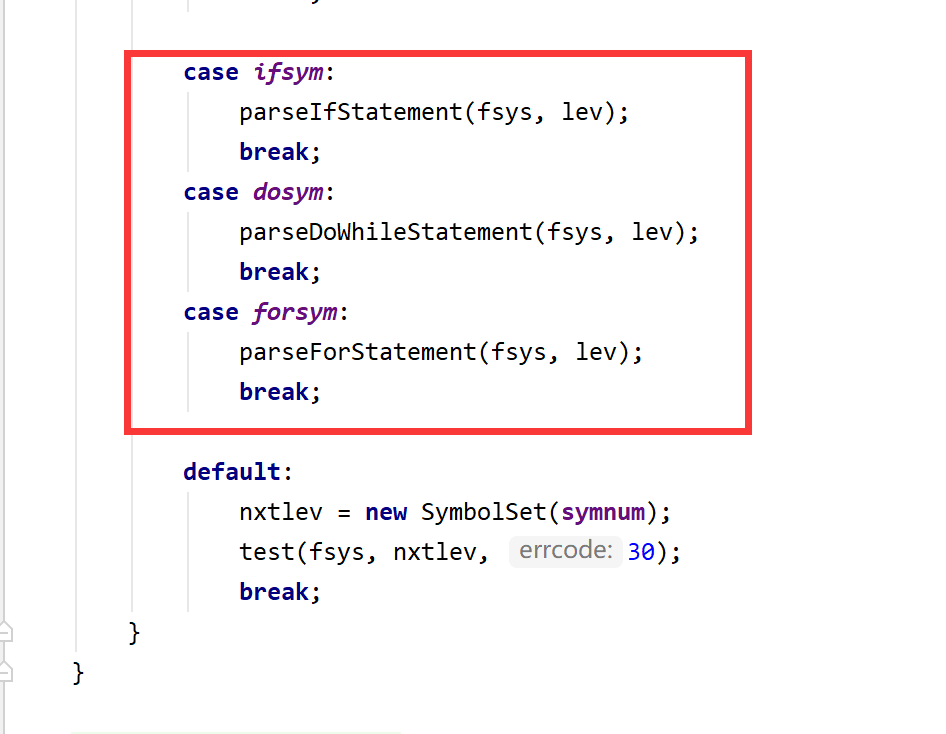 case ifsym:
parseIfStatement(fsys, lev);
break;
case dosym:
parseDoWhileStatement(fsys, lev);
break;
case forsym:
parseForStatement(fsys, lev);
break;
default:
nxtlev = new SymbolSet(symnum);
test(fsys, nxtlev, errcode: 30);
break;
}
}